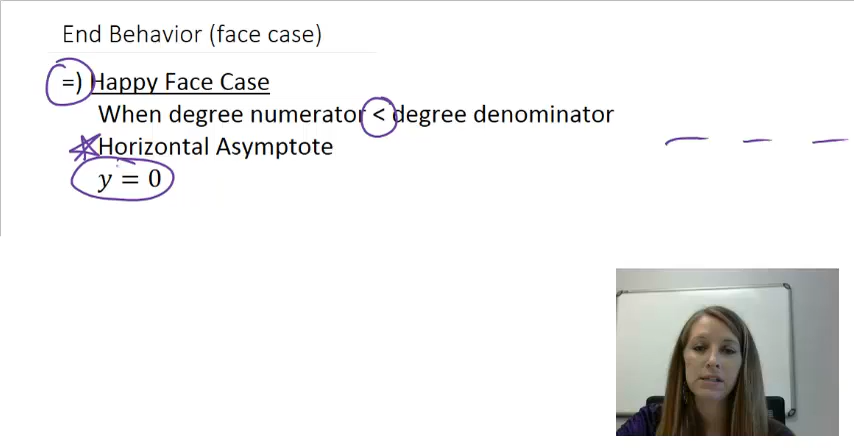 End Behavior (face case)
=) Happy Face Case
When degree numerator < degree denominator
Horizontal Asymptote
y = 0